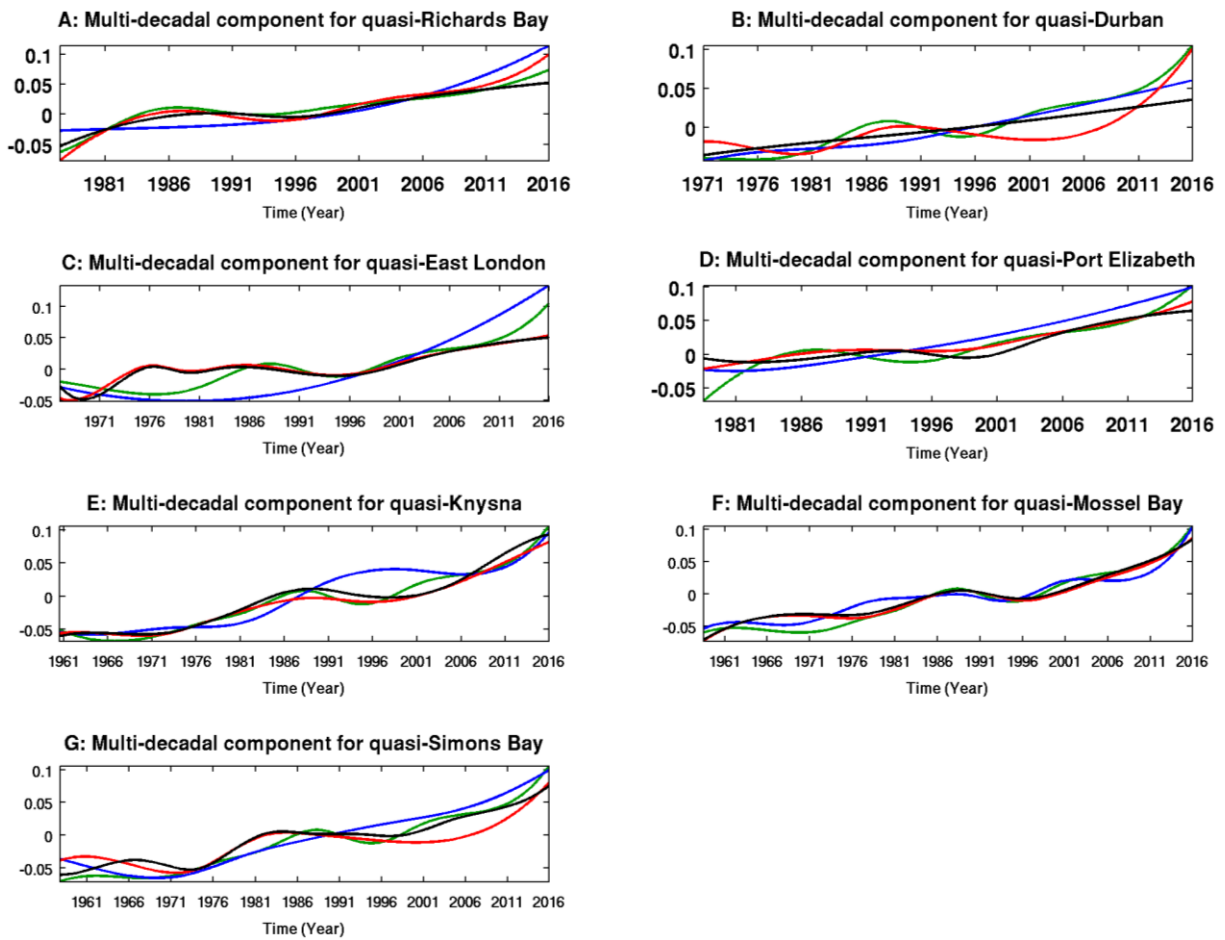 A: Multi-decadal component for quasi-Richards Bay
0.1
0.05
0
-0.05
1981 1986 1991 1996 2001 2006 2011 2016
Time (Year)
B: Multi-decadal component for quasi-Durban
0.1
0.05
0
1971 1976 1981 1986 1991 1996 2001 2006 2011 2016
Time (Year)
C: Multi-decadal component for quasi-East London
0.1
0.05
0
-0.05
1971 1976 1981 1986 1991 1996 2001 2006 2011 2016
Time (Year)
D: Multi-decadal component for quasi-Port Elizabeth
0.1
0.05
0
-0.05
1981 1986 1991 1996 2001 2006 2011 2016
Time (Year)
E: Multi-decadal component for quasi-Knysna
0.1
0.05
0
-0.05
1961 1966 1971 1976 1981 1986 1991 1996 2001 2006 2011 2016
Time (Year)
F: Multi-decadal component for quasi-Mossel Bay
0.1
0.05
0
-0.05
1961 1966 1971 1976 1981 1986 1991 1996 2001 2006 2011 2016
Time (Year)
G: Multi-decadal component for quasi-Simons Bay
0.1
0.05
0
-0.05
1961 1966 1971 1976 1981 1986 1991 1996 2001 2006 2011 2016
Time (Year)